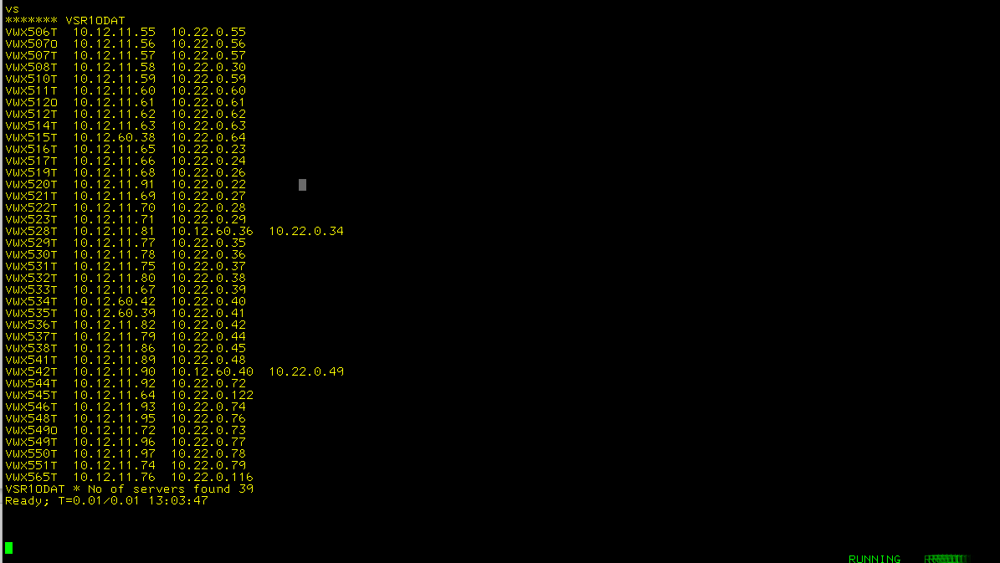 vs
******* VSR1ODAT
VWX506T  10.12.11.55  10.22.0.55
VWX507O  10.12.11.56  10.22.0.56
VWX507T  10.12.11.57  10.22.0.57
VWX508T  10.12.11.58  10.22.0.30
VWX510T  10.12.11.59  10.22.0.59
VWX511T  10.12.11.60  10.22.0.60
VWX512O  10.12.11.61  10.22.0.61
VWX512T  10.12.11.62  10.22.0.62
VWX514T  10.12.11.63  10.22.0.63
VWX515T  10.12.60.38  10.22.0.64
VWX516T  10.12.11.65  10.22.0.23
VWX517T  10.12.11.66  10.22.0.24
VWX519T  10.12.11.68  10.22.0.26
VWX520T  10.12.11.91  10.22.0.22
VWX521T  10.12.11.69  10.22.0.27
VWX522T  10.12.11.70  10.22.0.28
VWX523T  10.12.11.71  10.22.0.29
VWX528T  10.12.11.81  10.12.60.36  10.22.0.34
VWX529T  10.12.11.77  10.22.0.35
VWX530T  10.12.11.78  10.22.0.36
VWX531T  10.12.11.75  10.22.0.37
VWX532T  10.12.11.80  10.22.0.38
VWX533T  10.12.11.67  10.22.0.39
VWX534T  10.12.60.42  10.22.0.40
VWX535T  10.12.60.39  10.22.0.41
VWX536T  10.12.11.82  10.22.0.42
VWX537T  10.12.11.79  10.22.0.44
VWX538T  10.12.11.86  10.22.0.45
VWX541T  10.12.11.89  10.22.0.48
VWX542T  10.12.11.90  10.12.60.40  10.22.0.49
VWX544T  10.12.11.92  10.22.0.72
VWX545T  10.12.11.64  10.22.0.122
VWX546T  10.12.11.93  10.22.0.74
VWX548T  10.12.11.95  10.22.0.76
VWX549O  10.12.11.72  10.22.0.73
VWX549T  10.12.11.96  10.22.0.77
VWX550T  10.12.11.97  10.22.0.78
VWX551T  10.12.11.74  10.22.0.79
VWX565T  10.12.11.76  10.22.0.116
VSR1ODAT * No of servers found 39
Ready; T=0.01/0.01 13:03:47
RUNNING